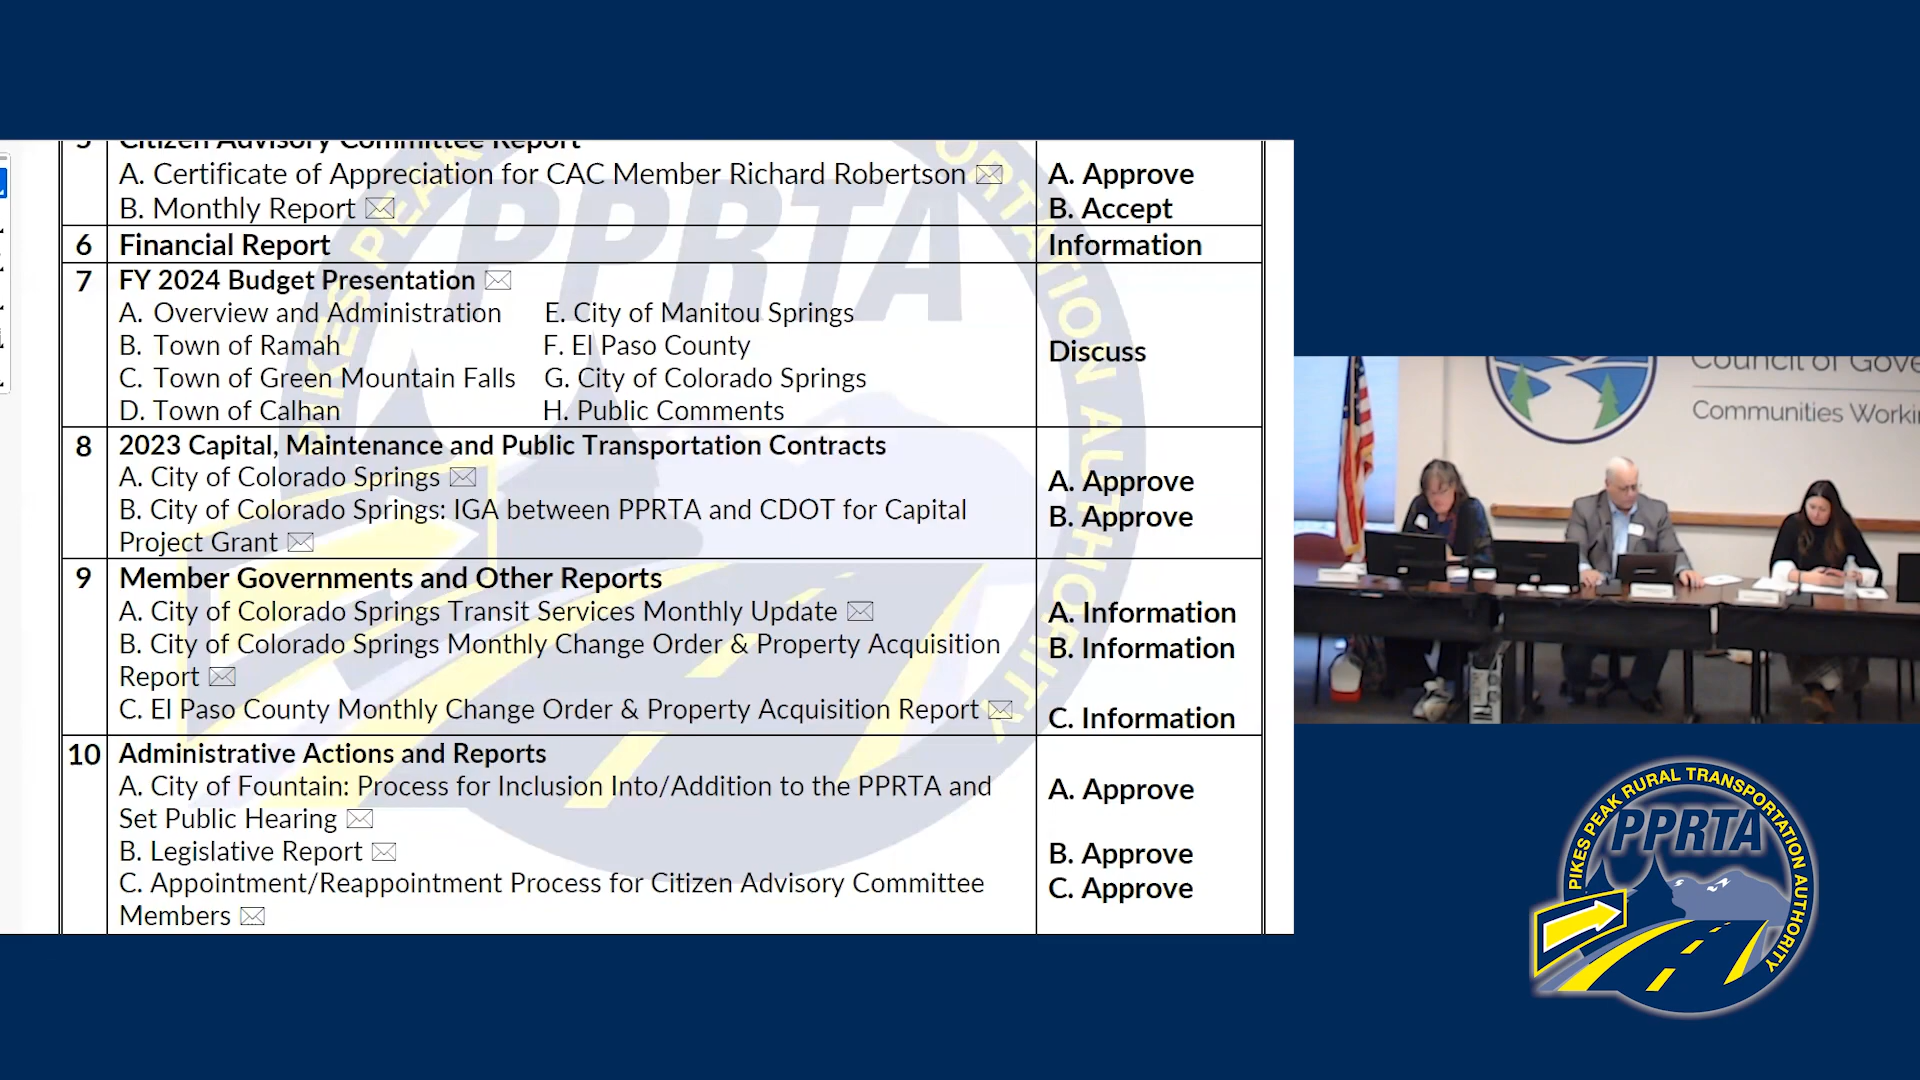 5 Citizen Advisory Committee Report
A. Certificate of Appreciation for CAC Member Richard Robertson A. Approve
B. Monthly Report B. Accept
6 Financial Report Information
7 FY 2024 Budget Presentation
A. Overview and Administration E. City of Manitou Springs
B. Town of Ramah F. El Paso County
Discuss
C. Town of Green Mountain Falls G. City of Colorado Springs
D. Town of Calhan H. Public Comments
8 2023 Capital, Maintenance and Public Transportation Contracts
A. City of Colorado Springs A. Approve
B. City of Colorado Springs: IGA between PPRTA and CDOT for Capital B. Approve
Project Grant
9 Member Governments and Other Reports
A. City of Colorado Springs Transit Services Monthly Update A. Information
B. City of Colorado Springs Monthly Change Order & Property Acquisition B. Information
Report
C. El Paso County Monthly Change Order & Property Acquisition Report C. Information
10 Administrative Actions and Reports
A. City of Fountain: Process for Inclusion Into/Addition to the PPRTA and A. Approve
Set Public Hearing
B. Legislative Report B. Approve
C. Appointment/Reappointment Process for Citizen Advisory Committee C. Approve
Members
Council of Gove
Communities Worki
PIKES PEAK RURAL TRANSPORTATION AUTHORITY
PPRTA